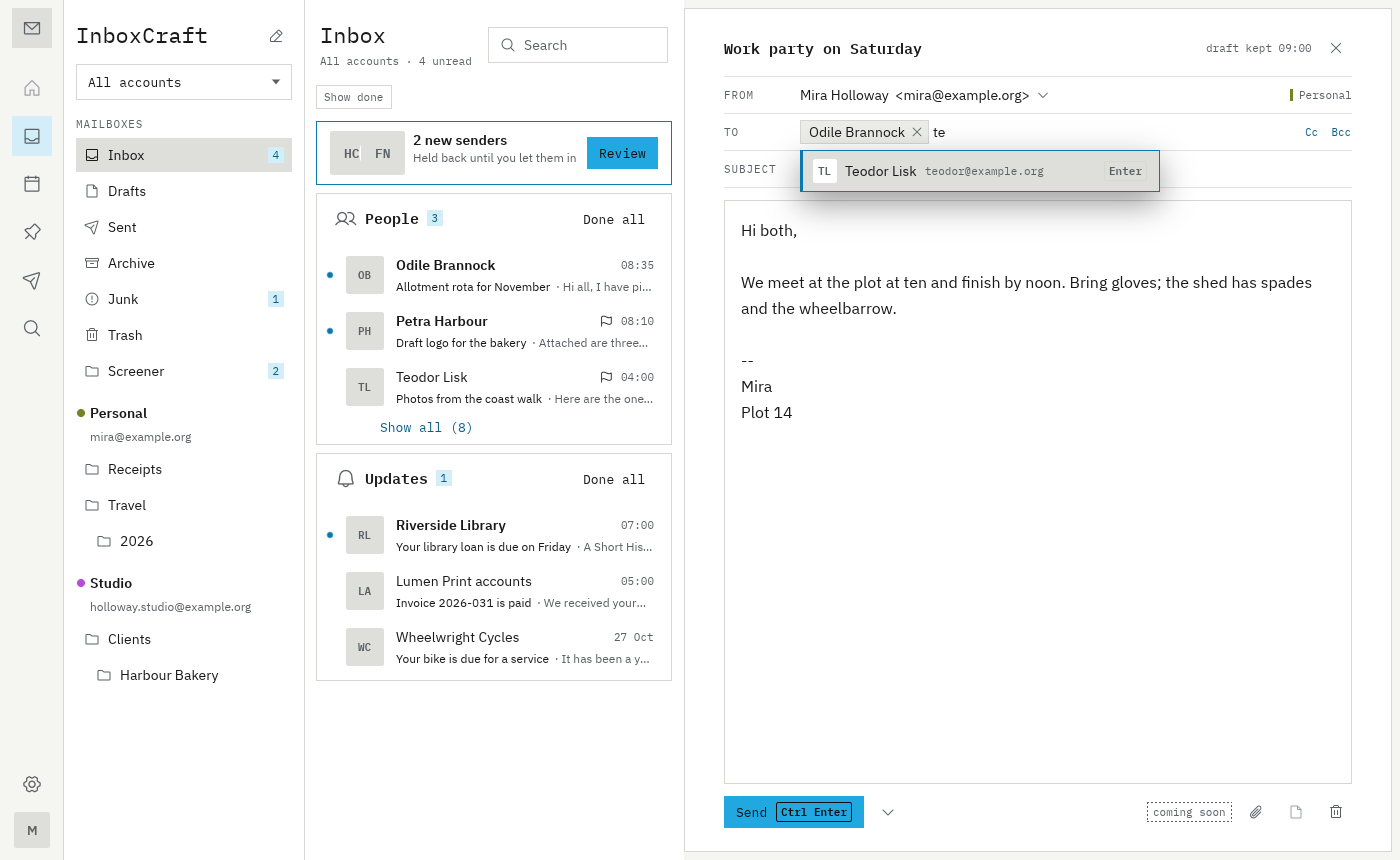 InboxCraft
All accounts
MAILBOXES
Inbox 4
Drafts
Sent
Archive
Junk 1
Trash
Screener 2
Personal
mira@example.org
Receipts
Travel
2026
Studio
holloway.studio@example.org
Clients
Harbour Bakery
M
Inbox
All accounts · 4 unread
Search
Show done
HC FN
2 new senders
Held back until you let them in
Review
People 3
Done all
OB
Odile Brannock 08:35
Allotment rota for November · Hi all, I have pi…
PH
Petra Harbour 08:10
Draft logo for the bakery · Attached are three…
TL
Teodor Lisk 04:00
Photos from the coast walk · Here are the one…
Show all (8)
Updates 1
Done all
RL
Riverside Library 07:00
Your library loan is due on Friday · A Short His…
LA
Lumen Print accounts 05:00
Invoice 2026-031 is paid · We received your…
WC
Wheelwright Cycles 27 Oct
Your bike is due for a service · It has been a y…
Work party on Saturday
draft kept 09:00
FROM Mira Holloway <mira@example.org> Personal
TO Odile Brannock te Cc Bcc
SUBJECT
TL Teodor Lisk teodor@example.org Enter
Hi both,
We meet at the plot at ten and finish by noon. Bring gloves; the shed has spades
and the wheelbarrow.
--
Mira
Plot 14
Send Ctrl Enter
coming soon